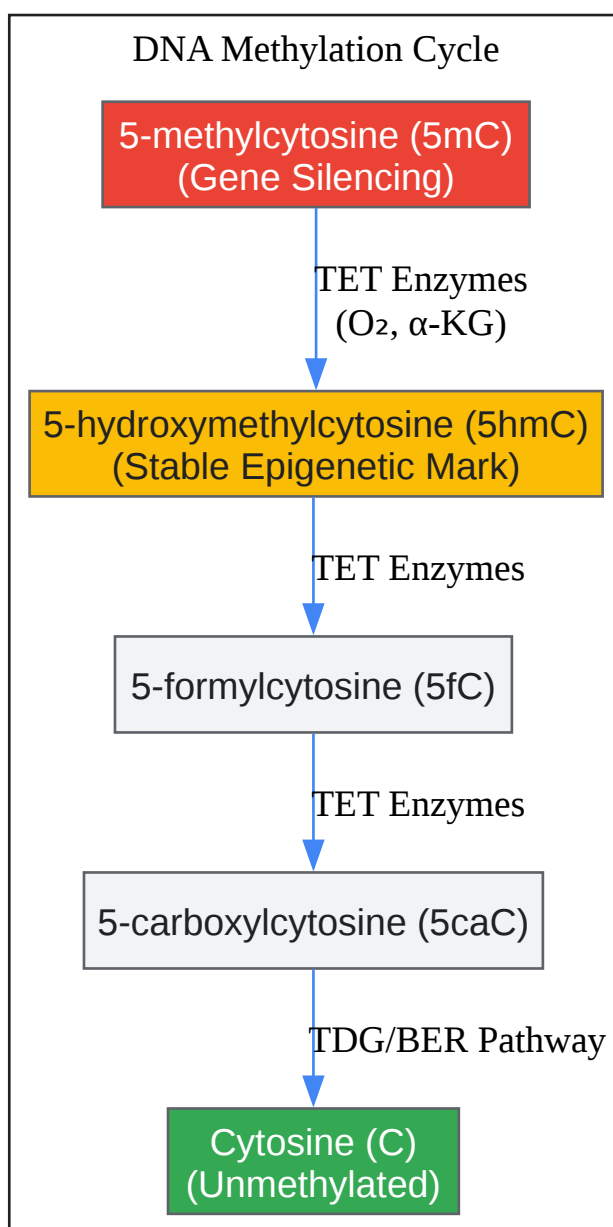 DNA Methylation Cycle
5-methylcytosine (5mC)
(Gene Silencing)
TET Enzymes
(O₂, α-KG)
5-hydroxymethylcytosine (5hmC)
(Stable Epigenetic Mark)
TET Enzymes
5-formylcytosine (5fC)
TET Enzymes
5-carboxylcytosine (5caC)
TDG/BER Pathway
Cytosine (C)
(Unmethylated)